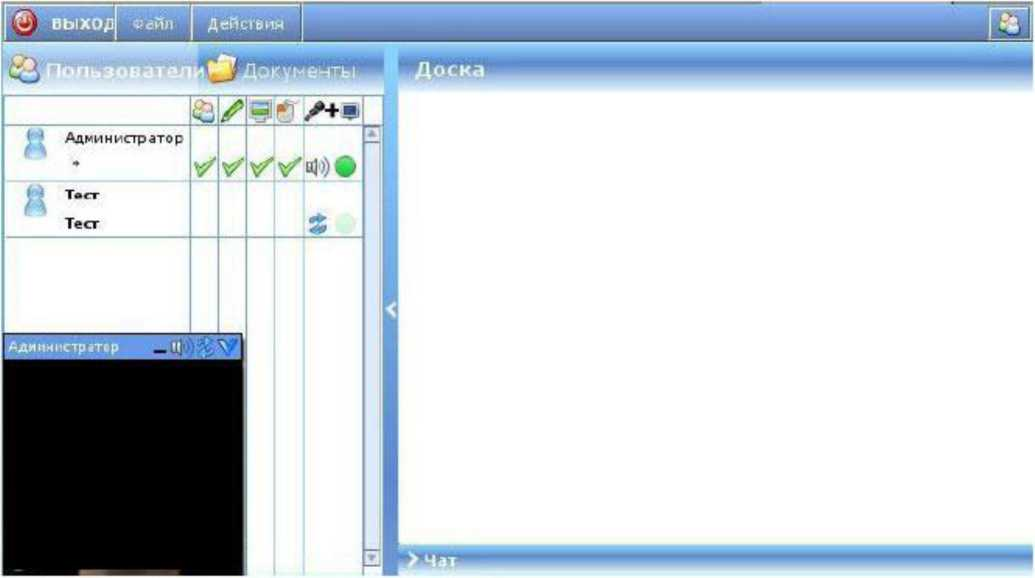 ВЫХОД Файл Действия
Пользователи Документы
Доска
Администратор
*
Тест
Тест
Администратор
Чат